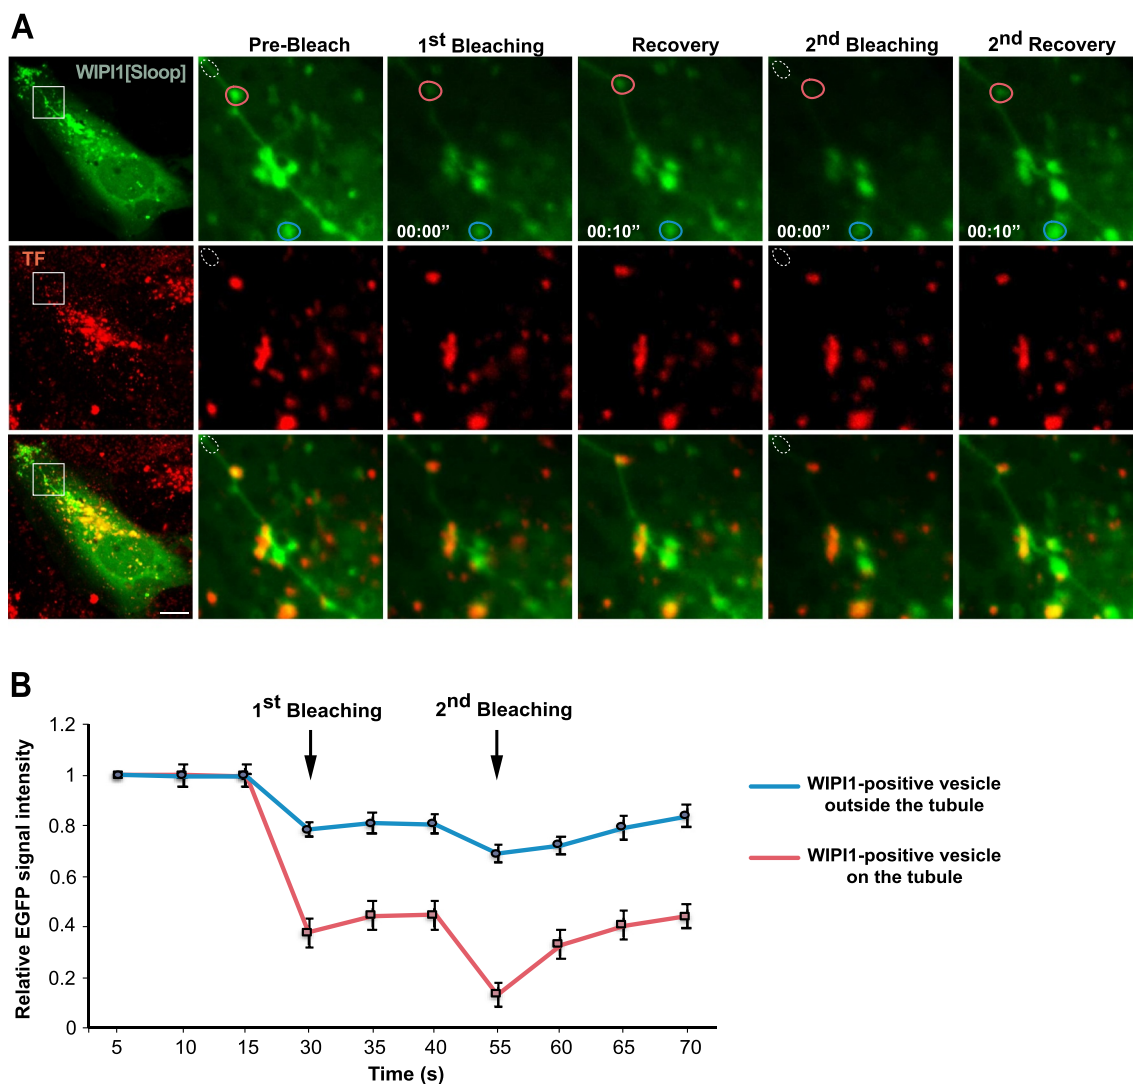 A
Pre-Bleach
1st Bleaching
Recovery
2nd Bleaching
2nd Recovery
WIPI1[Sloop]
00:00”
00:10”
00:00”
00:10”
TF
B
1st Bleaching
2nd Bleaching
Relative EGFP signal intensity
1.2
1
0.8
0.6
0.4
0.2
0
5
10
15
30
35
40
55
60
65
70
Time (s)
WIPI1-positive vesicle
outside the tubule
WIPI1-positive vesicle
on the tubule